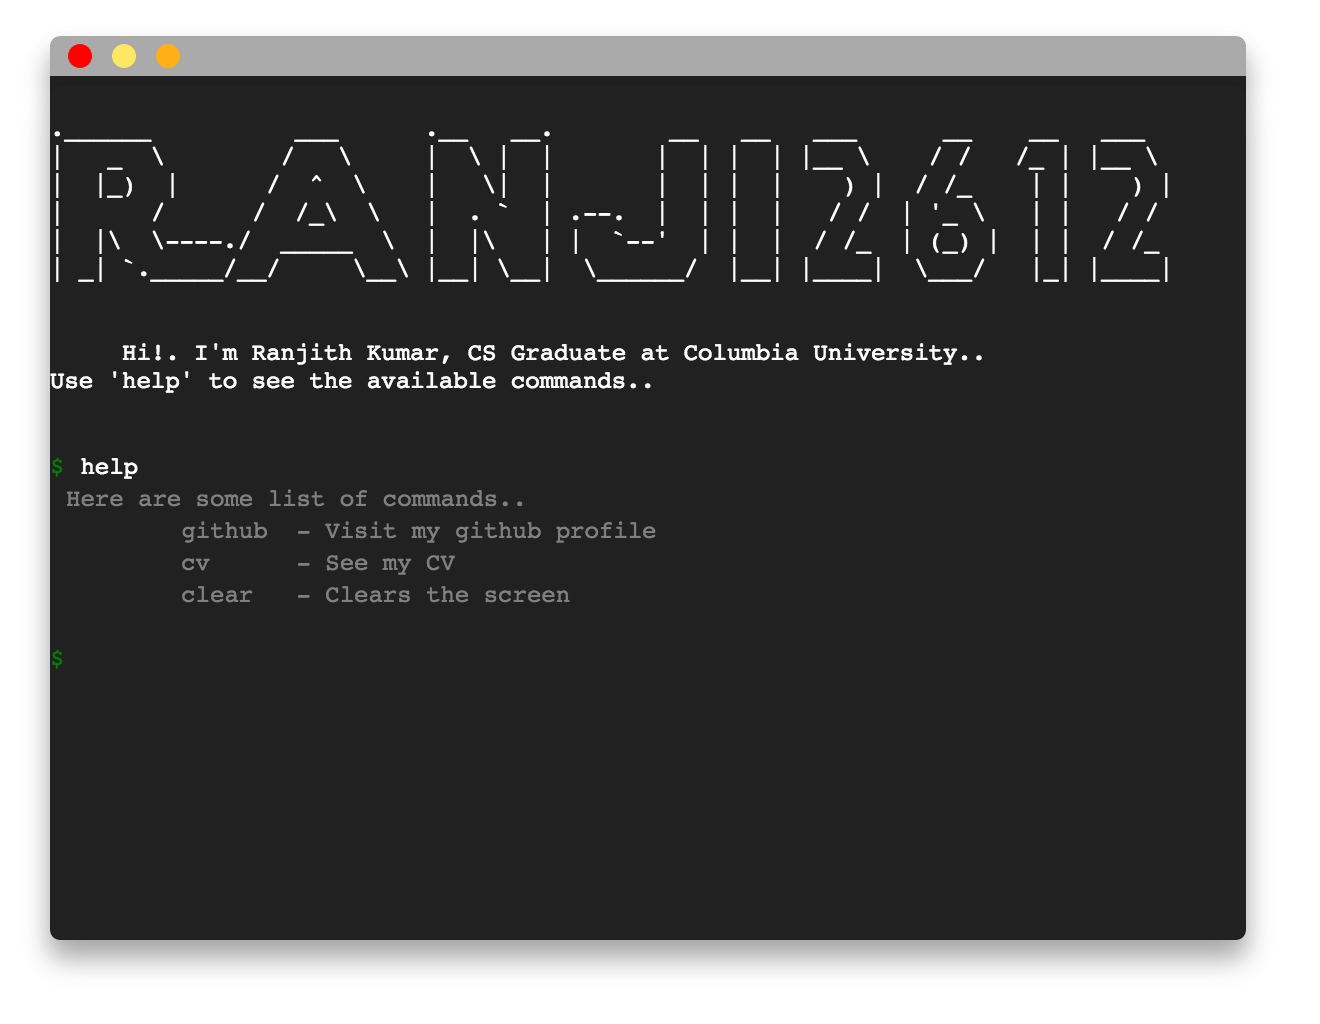 RANJI2612
Hi!. I'm Ranjith Kumar, CS Graduate at Columbia University..
Use 'help' to see the available commands..
$ help
Here are some list of commands..
github - Visit my github profile
cv - See my CV
clear - Clears the screen
$